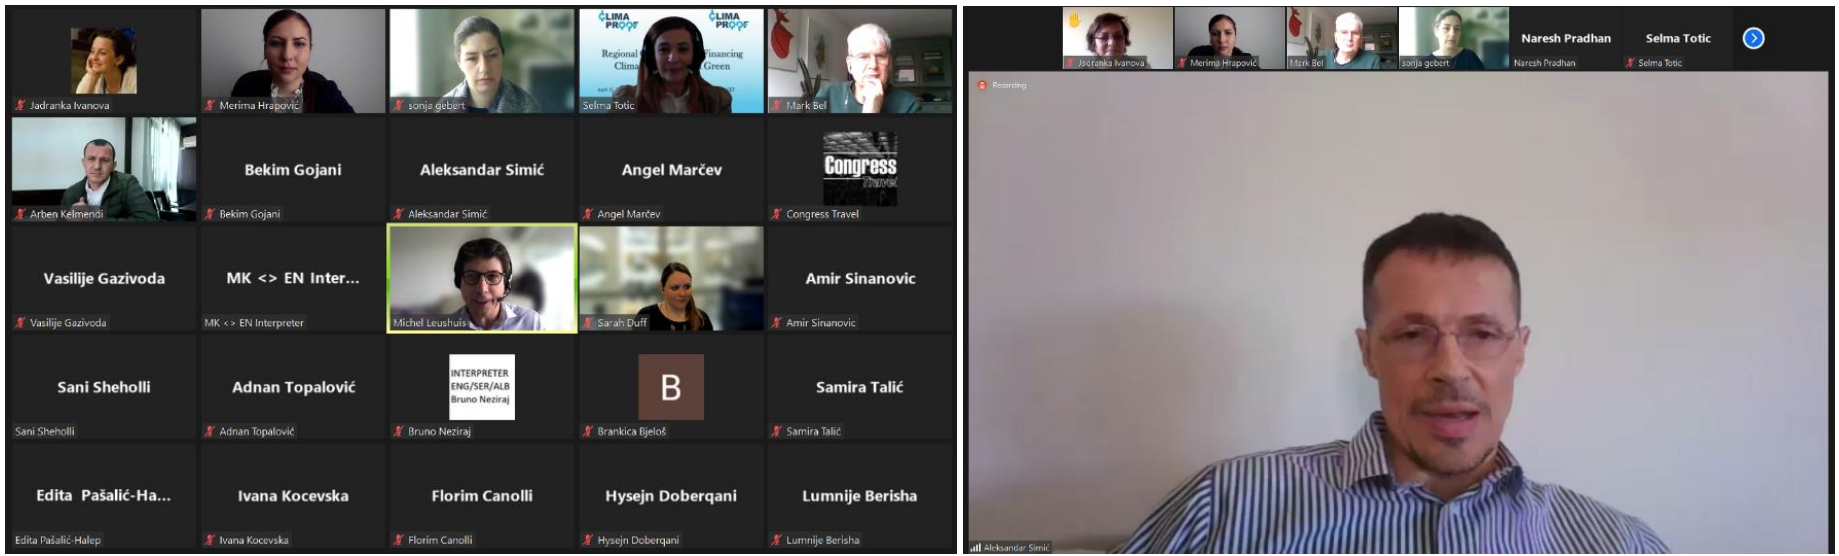 Jadranka Ivanova
Merima Hrapović
sonja gebert
CLIMA PROOF CLIMA PROOF
Regional Financing
Clima Green
Selma Totic
Mark Bel
Arben Kelmendi
Bekim Gojani
Bekim Gojani
Aleksandar Simić
Aleksandar Simić
Angel Marčev
Angel Marčev
Congress
Travel
Congress Travel
Vasilije Gazivoda
Vasilije Gazivoda
MK <> EN Inter...
MK <> EN Interpreter
Michel Leushuis
Sarah Duff
Amir Sinanovic
Amir Sinanovic
Sani Sheholli
Sani Sheholli
Adnan Topalović
Adnan Topalović
INTERPRETER
ENG/SER/ALB
Bruno Neziraj
Bruno Neziraj
B
Brankica Bjeloš
Samira Talić
Samira Talić
Edita Pašalić-Ha...
Edita Pašalić-Halep
Ivana Kocevska
Ivana Kocevska
Florim Canolli
Florim Canolli
Hysejn Doberqani
Hysejn Doberqani
Lumnije Berisha
Lumnije Berisha
Jadranka Ivanova
Merima Hrapović
Mark Bel
sonja gebert
Naresh Pradhan
Naresh Pradhan
Selma Totic
Selma Totic
Recording
Aleksandar Simić